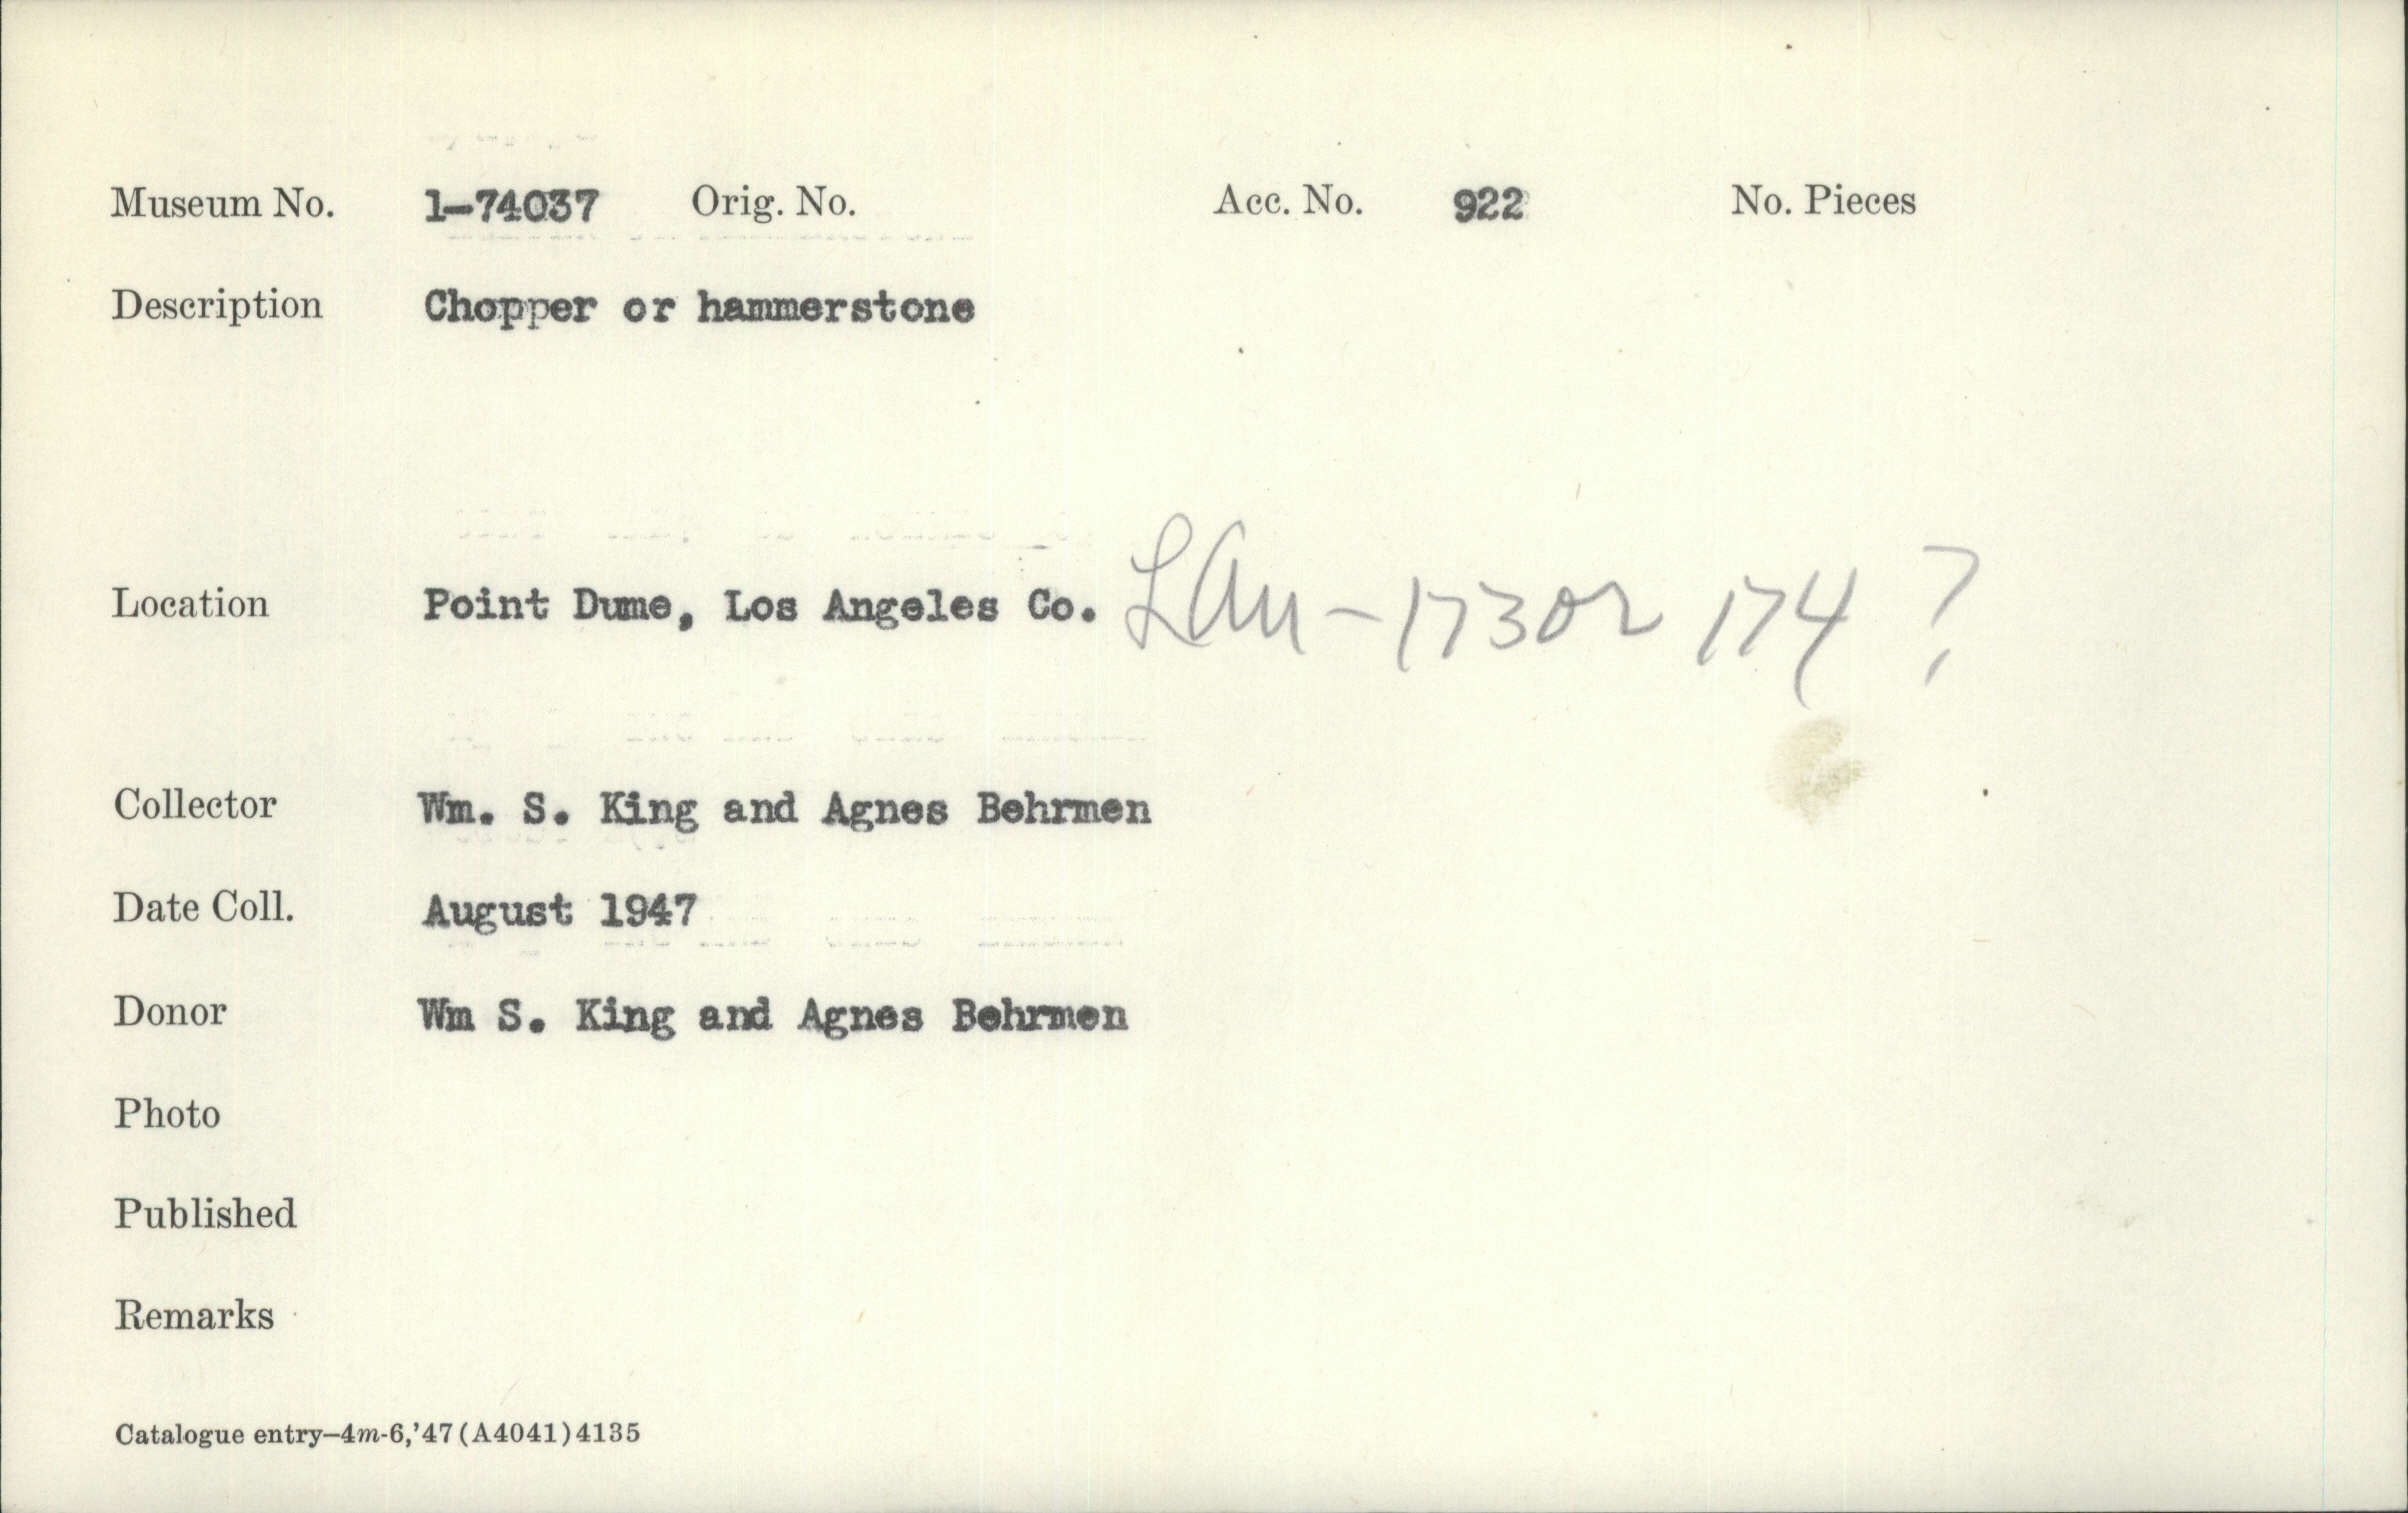 Museum No. 1-74037 Orig. No. Acc. No. 922 No. Pieces
Description Chopper or hammerstone
Location Point Dume, Los Angeles Co. LAn-173 or 174 ?
Collector Wm. S. King and Agnes Behrmen
Date Coll. August 1947
Donor Wm S. King and Agnes Behrmen
Photo
Published
Remarks
Catalogue entry—4m-6,'47(A4041)4135